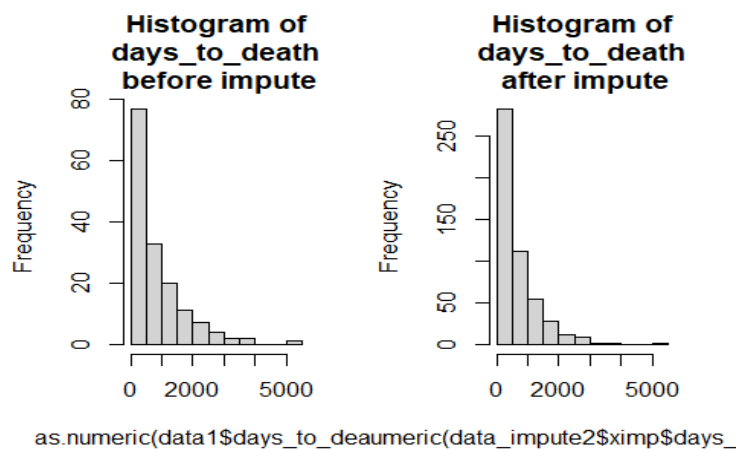 Histogram of
days_to_death
before impute
Frequency
80
60
40
20
0
0 2000 5000
Histogram of
days_to_death
after impute
Frequency
250
150
50
0
0 2000 5000
as.numeric(data1$days_to_deaumeric(data_impute2$ximp$days_